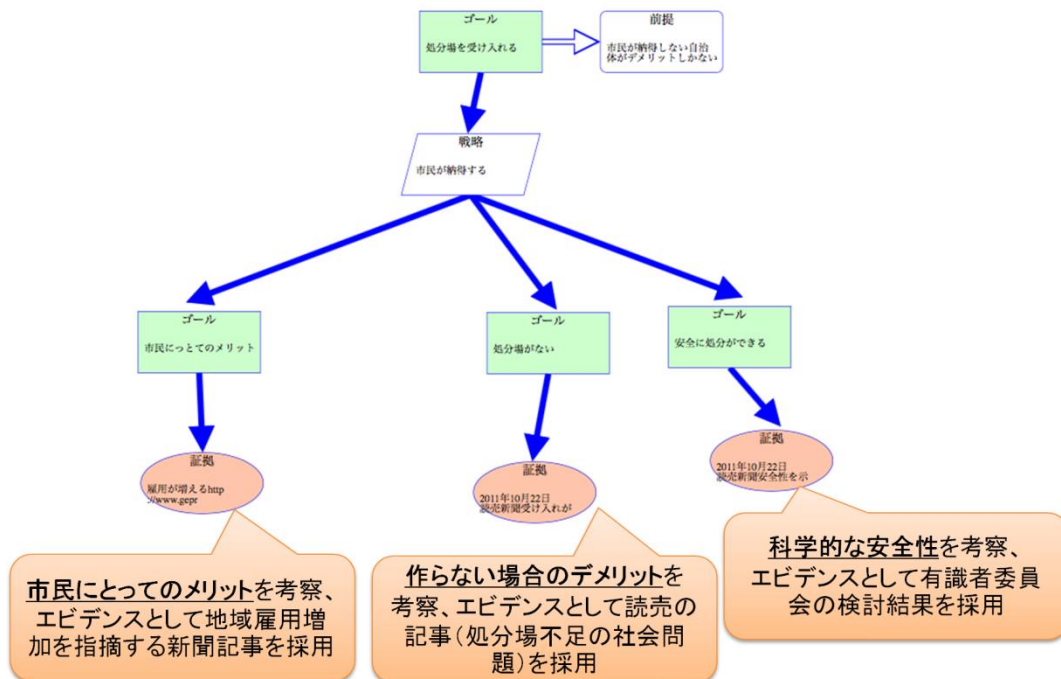 ゴール
処分場を受け入れる
前提
市民が納得しない自治
体がデメリットしかない
戦略
市民が納得する
ゴール
市民にっとてのメリット
ゴール
処分場がない
ゴール
安全に処分ができる
証拠
雇用が増えるhttp
://www.gepr
証拠
2011年10月22日
読売新聞受け入れが
証拠
2011年10月22日
読売新聞安全性を示
市民にとってのメリットを考察、
エビデンスとして地域雇用増
加を指摘する新聞記事を採用
作らない場合のデメリットを
考察、エビデンスとして読売の
記事（処分場不足の社会問
題）を採用
科学的な安全性を考察、
エビデンスとして有識者委員
会の検討結果を採用